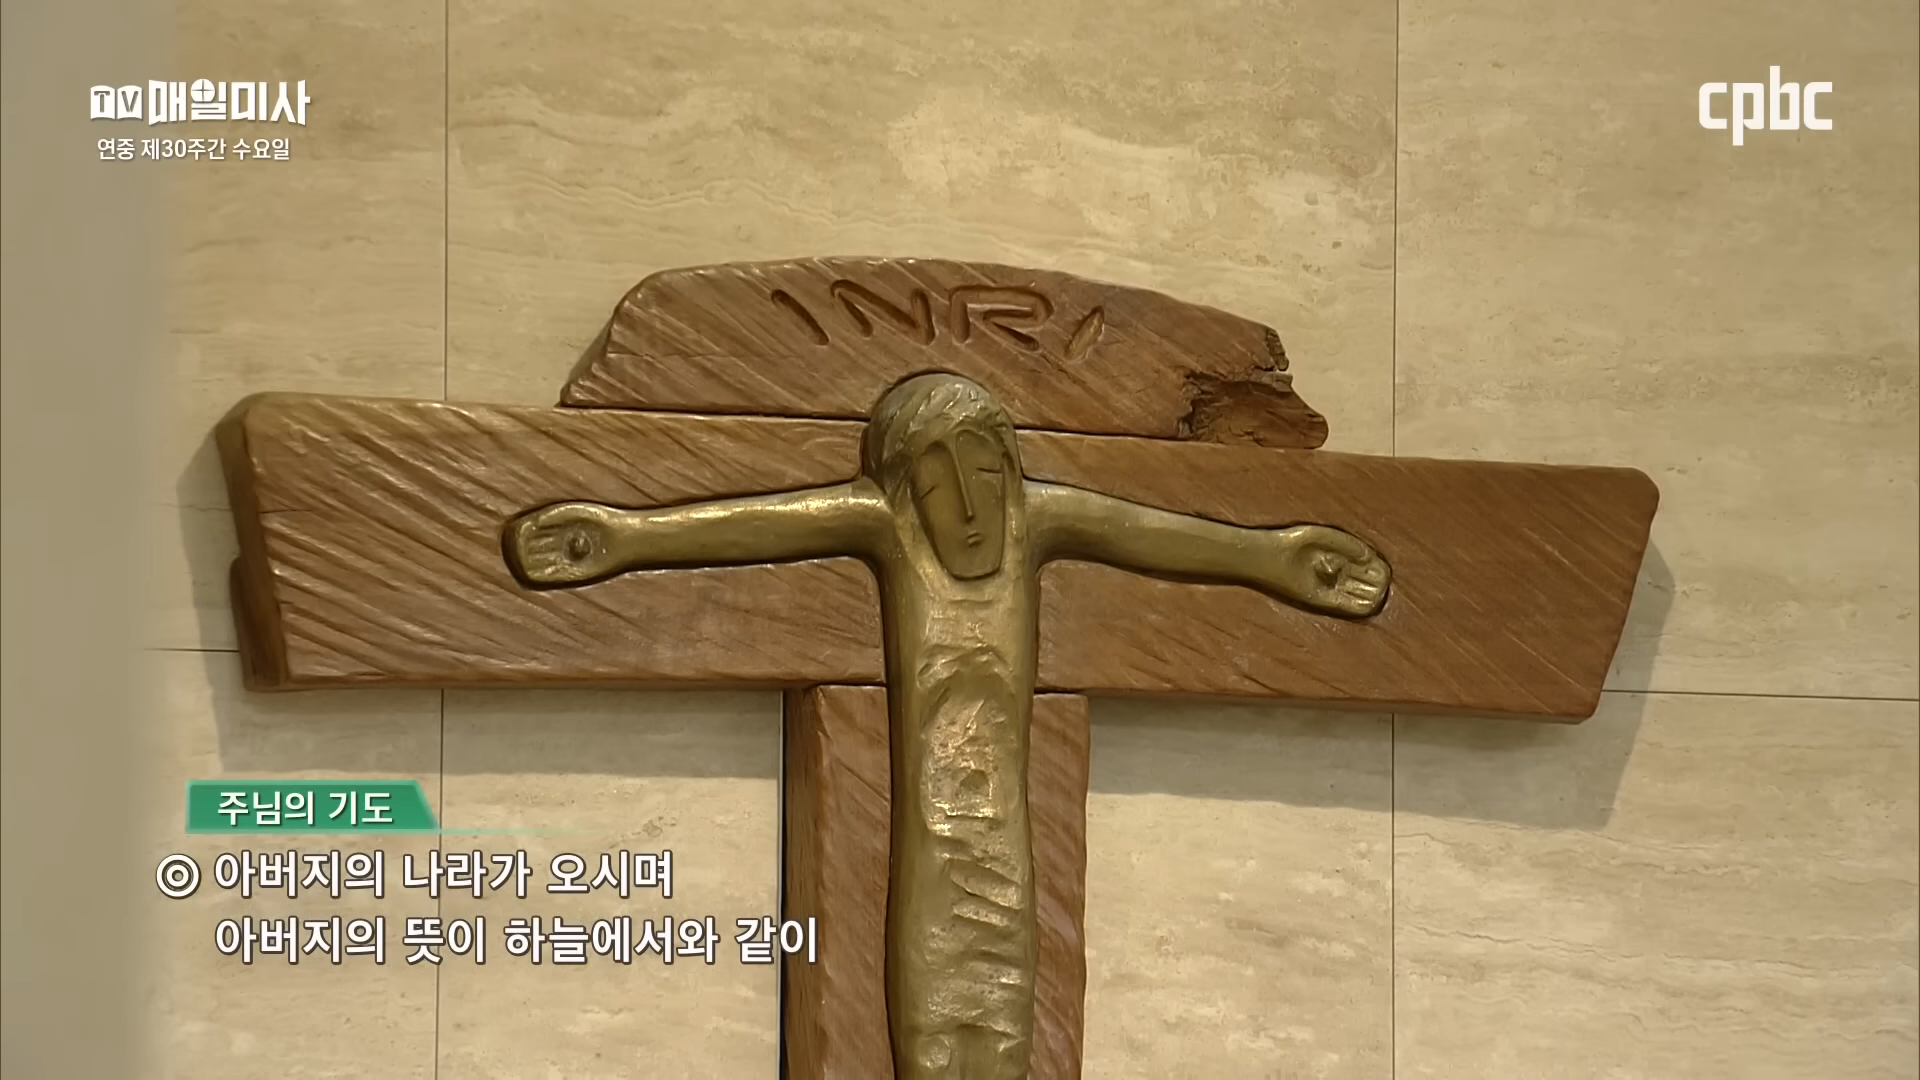 TV매일미사
연중 제30주간 수요일
cpbc
INRI
주님의 기도
◎ 아버지의 나라가 오시며
아버지의 뜻이 하늘에서와 같이